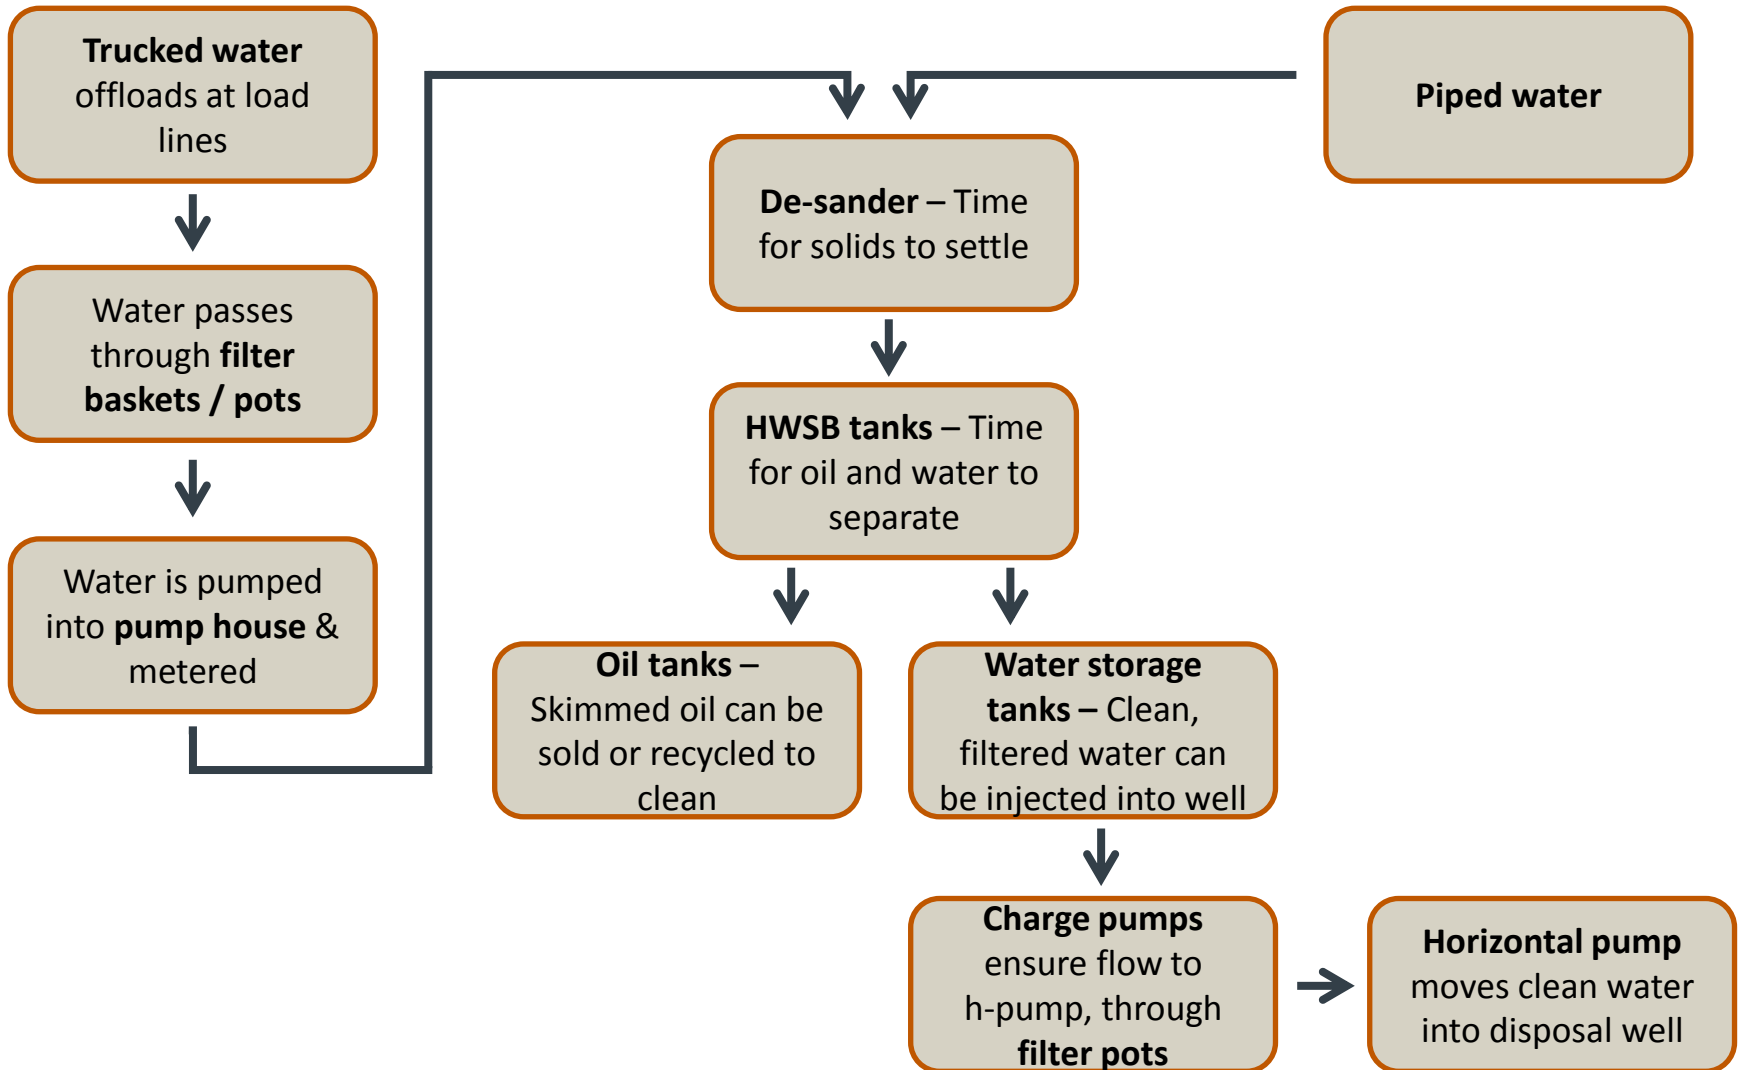 Trucked water
offloads at load
lines
Water passes
through filter
baskets / pots
Water is pumped
into pump house &
metered
Piped water
De-sander – Time
for solids to settle
HWSB tanks – Time
for oil and water to
separate
Oil tanks –
Skimmed oil can be
sold or recycled to
clean
Water storage
tanks – Clean,
filtered water can
be injected into well
Charge pumps
ensure flow to
h-pump, through
filter pots
Horizontal pump
moves clean water
into disposal well